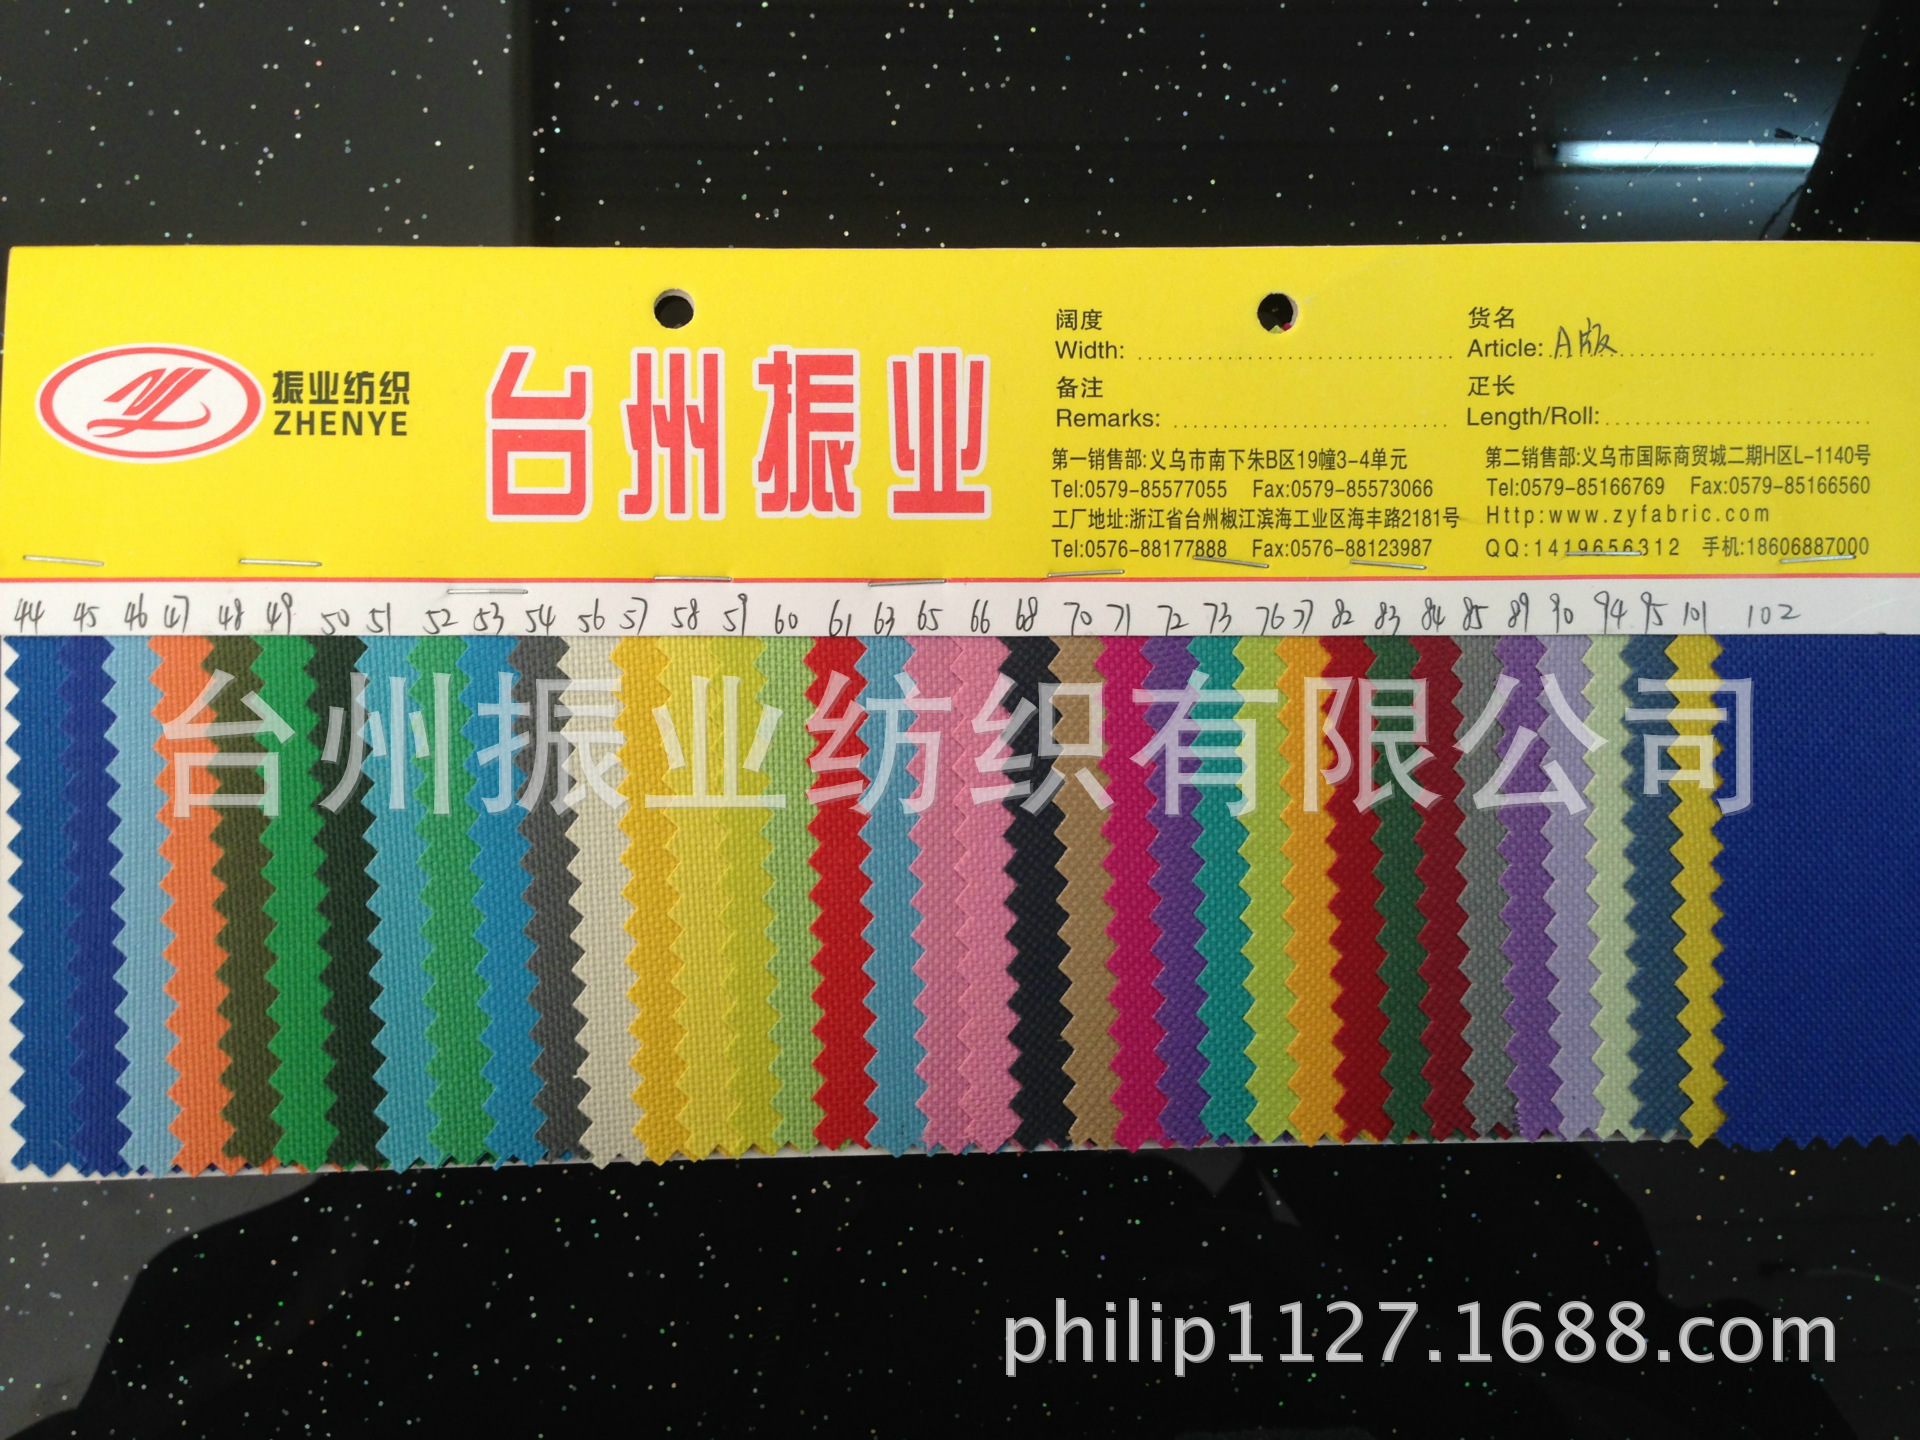 振业纺织
ZHENYE
台州振业
阔度
Width:
货名
Article: A版
备注
Remarks:
疋长
Length/Roll:
第一销售部:义乌市南下朱B区19幢3-4单元
Tel:0579-85577055 Fax:0579-85573066
工厂地址:浙江省台州椒江滨海工业区海丰路2181号
Tel:0576-88177888 Fax:0576-88123987
第二销售部:义乌市国际商贸城二期H区L-1140号
Tel:0579-85166769 Fax:0579-85166560
Http:www.zyfabric.com
QQ:1419656312 手机:18606887000
44 45 46 47 48 49 50 51 52 53 54 56 57 58 59 60 61 63 65 66 68 70 71 72 73 76 77 82 83 84 85 89 90 94 95 101 102
台州振业纺织有限公司
philip1127.1688.com